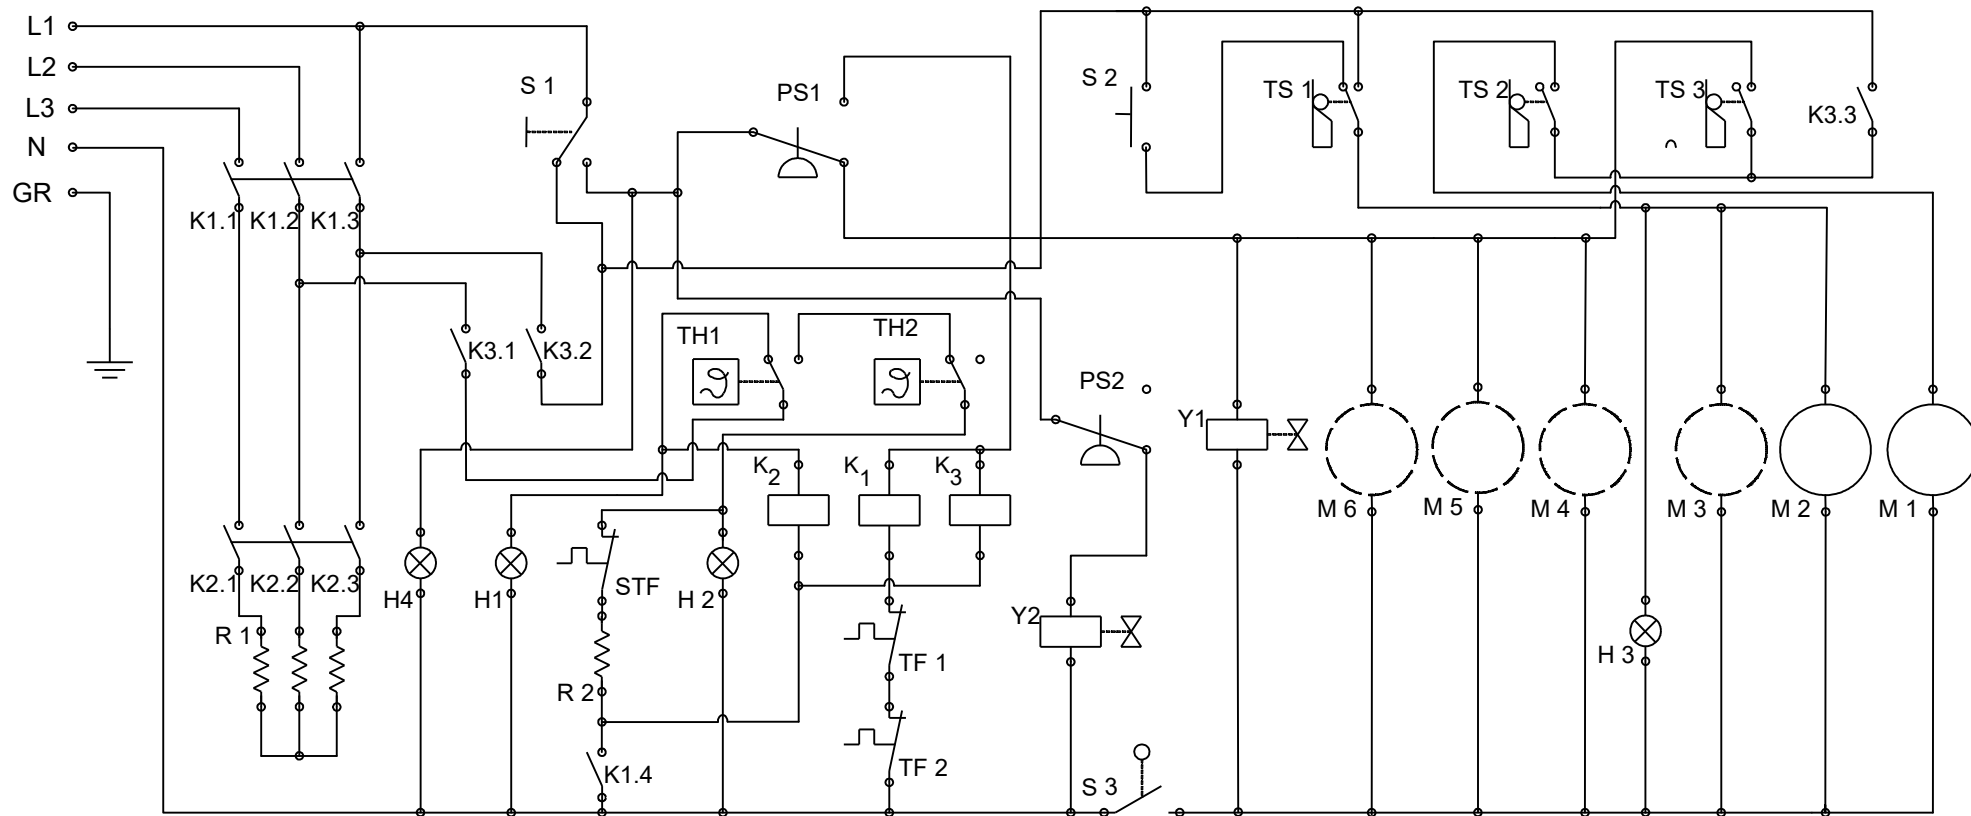 L1
L2
L3
N
GR
S 1
PS1
S 2
TS 1
TS 2
TS 3
K3.3
K1.1
K1.2
K1.3
K3.1
K3.2
TH1
TH2
PS2
Y1
K2
K1
K3
M 6
M 5
M 4
M 3
M 2
M 1
K2.1
K2.2
K2.3
H4
H1
STF
H 2
R 1
Y2
H 3
TF 1
R 2
K1.4
TF 2
S 3